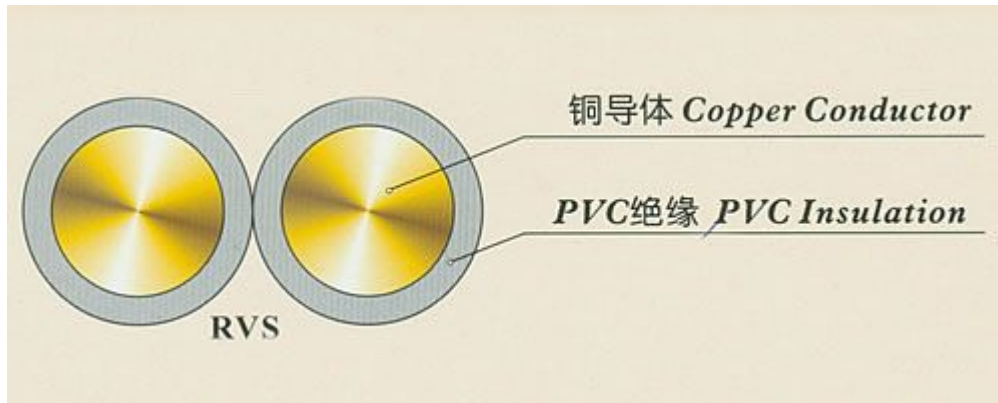 铜导体 Copper Conductor
PVC绝缘 PVC Insulation
RVS